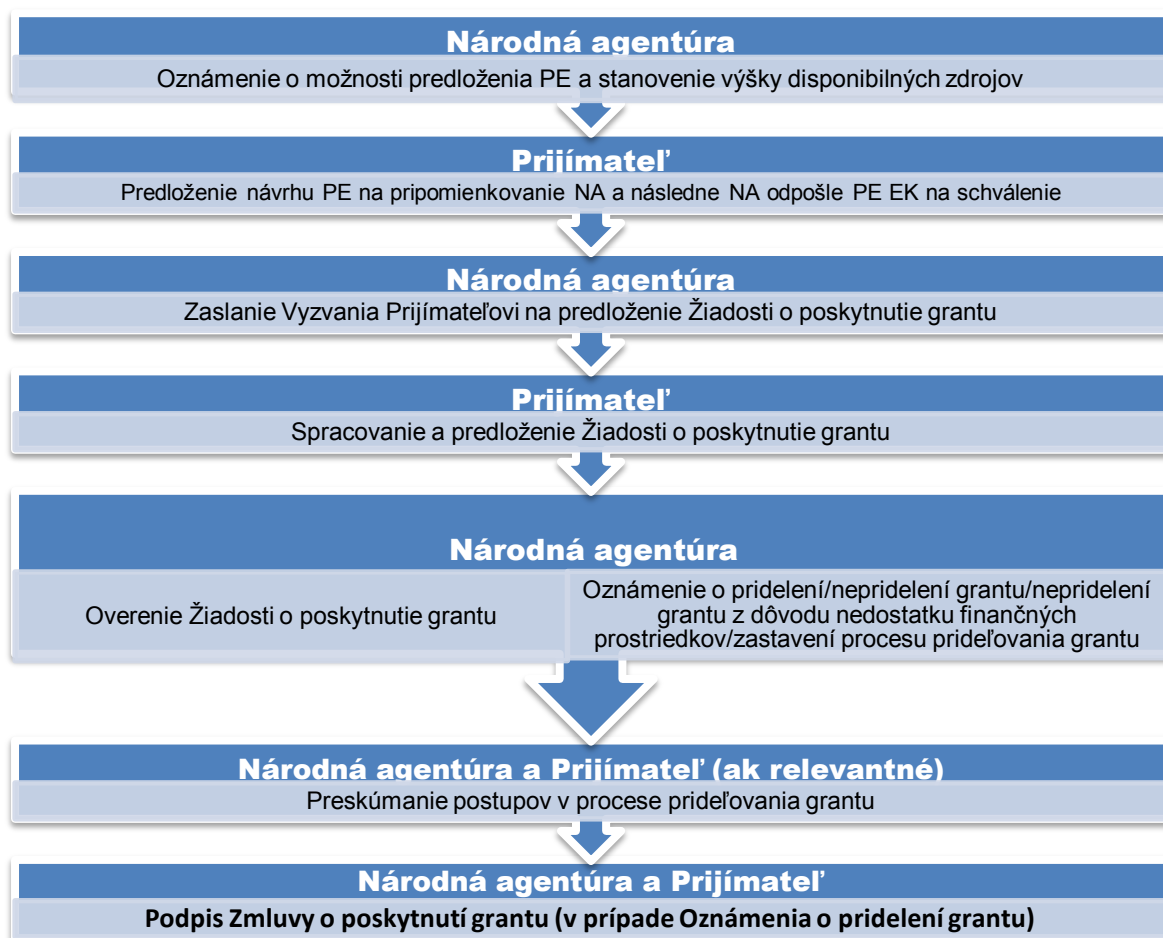 Národná agentúra
Oznámenie o možnosti predloženia PE a stanovenie výšky disponibilných zdrojov
Prijímateľ
Predloženie návrhu PE na pripomienkovanie NA a následne NA odpošle PE EK na schválenie
Národná agentúra
Zaslanie Vyzvania Prijímateľovi na predloženie Žiadosti o poskytnutie grantu
Prijímateľ
Spracovanie a predloženie Žiadosti o poskytnutie grantu
Národná agentúra
Overenie Žiadosti o poskytnutie grantu
Oznámenie o pridelení/nepridelení grantu/nepridelení
grantu z dôvodu nedostatku finančných
prostriedkov/zastavení procesu prideľovania grantu
Národná agentúra a Prijímateľ (ak relevantné)
Preskúmanie postupov v procese prideľovania grantu
Národná agentúra a Prijímateľ
Podpis Zmluvy o poskytnutí grantu (v prípade Oznámenia o pridelení grantu)